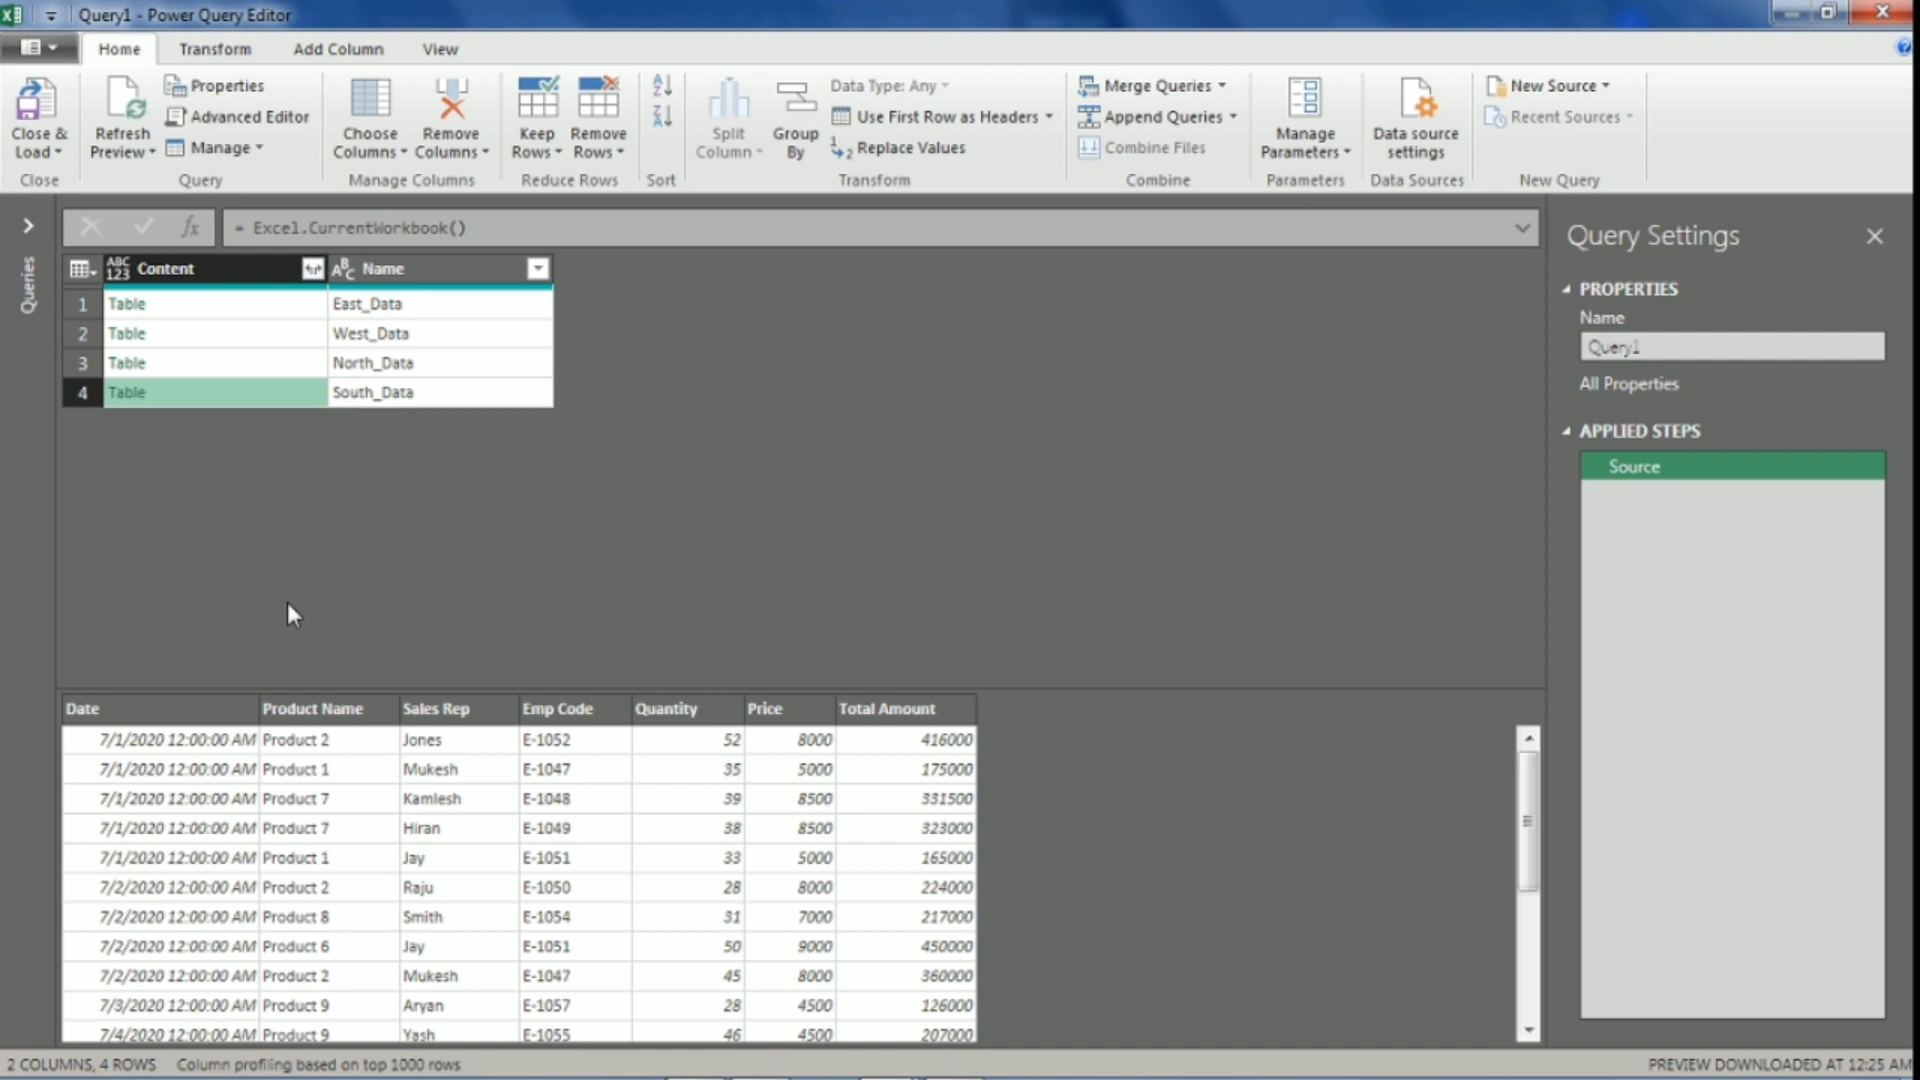 Query1 - Power Query Editor
Home Transform Add Column View
Close & Load
Close
Refresh Preview
Properties
Advanced Editor
Manage
Query
Choose Columns
Remove Columns
Manage Columns
Keep Rows
Remove Rows
Reduce Rows
Sort
Split Column
Group By
Data Type: Any
Use First Row as Headers
Replace Values
Transform
Merge Queries
Append Queries
Combine Files
Combine
Manage Parameters
Parameters
Data source settings
Data Sources
New Source
Recent Sources
New Query
Queries
fx = Excel.CurrentWorkbook()
ABC 123 Content ABC Name
1 Table East_Data
2 Table West_Data
3 Table North_Data
4 Table South_Data
Query Settings
PROPERTIES
Name
Query1
All Properties
APPLIED STEPS
Source
Date Product Name Sales Rep Emp Code Quantity Price Total Amount
7/1/2020 12:00:00 AM Product 2 Jones E-1052 52 8000 416000
7/1/2020 12:00:00 AM Product 1 Mukesh E-1047 35 5000 175000
7/1/2020 12:00:00 AM Product 7 Kamlesh E-1048 39 8500 331500
7/1/2020 12:00:00 AM Product 7 Hiran E-1049 38 8500 323000
7/1/2020 12:00:00 AM Product 1 Jay E-1051 33 5000 165000
7/2/2020 12:00:00 AM Product 2 Raju E-1050 28 8000 224000
7/2/2020 12:00:00 AM Product 8 Smith E-1054 31 7000 217000
7/2/2020 12:00:00 AM Product 6 Jay E-1051 50 9000 450000
7/2/2020 12:00:00 AM Product 2 Mukesh E-1047 45 8000 360000
7/3/2020 12:00:00 AM Product 9 Aryan E-1057 28 4500 126000
7/4/2020 12:00:00 AM Product 9 Yash E-1055 46 4500 207000
2 COLUMNS, 4 ROWS Column profiling based on top 1000 rows
PREVIEW DOWNLOADED AT 12:25 AM